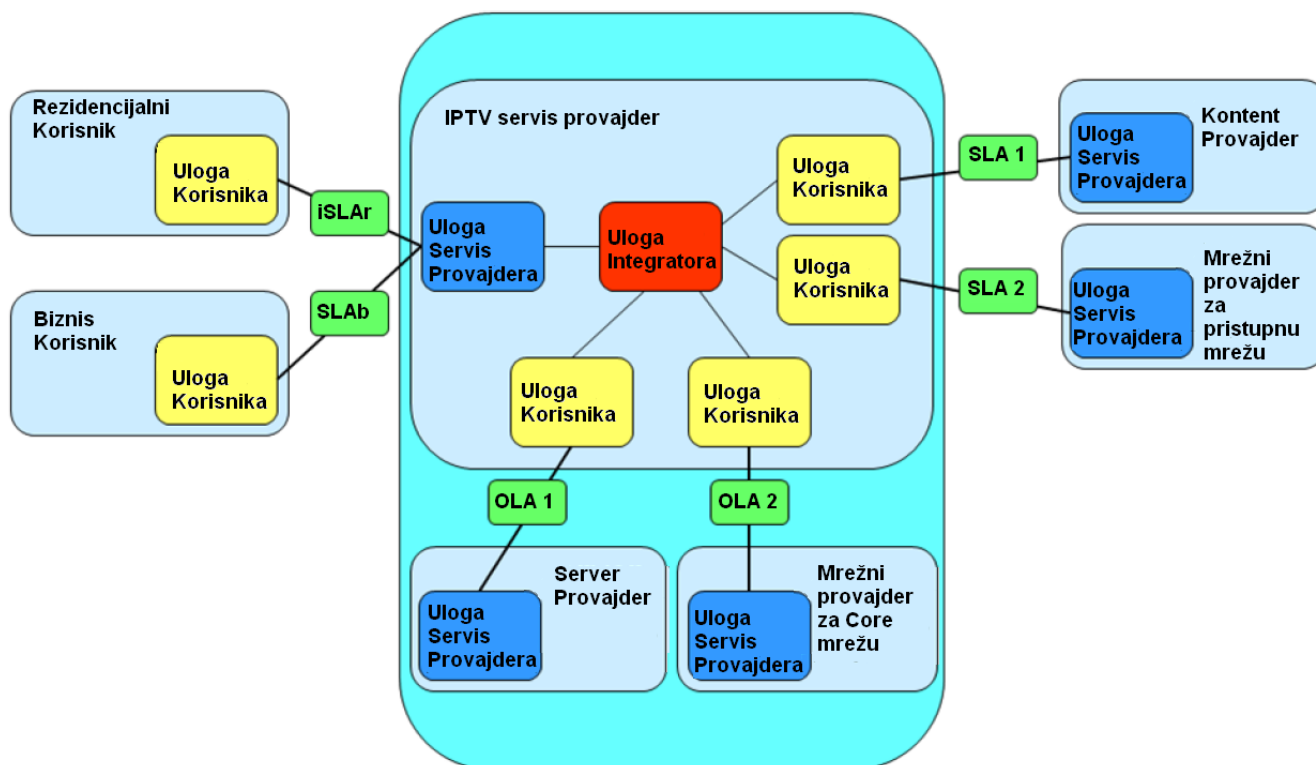 Rezidencijalni
Korisnik
Uloga
Korisnika
iSLAr
Biznis
Korisnik
Uloga
Korisnika
SLAb
IPTV servis provajder
Uloga
Servis
Provajdera
Uloga
Integratora
Uloga
Korisnika
Uloga
Korisnika
Uloga
Korisnika
Uloga
Korisnika
SLA 1
Kontent
Provajder
Uloga
Servis
Provajdera
SLA 2
Mrežni
provajder
za
pristupnu
mrežu
Uloga
Servis
Provajdera
OLA 1
OLA 2
Server
Provajder
Uloga
Servis
Provajdera
Mrežni
provajder
za Core
mrežu
Uloga
Servis
Provajdera